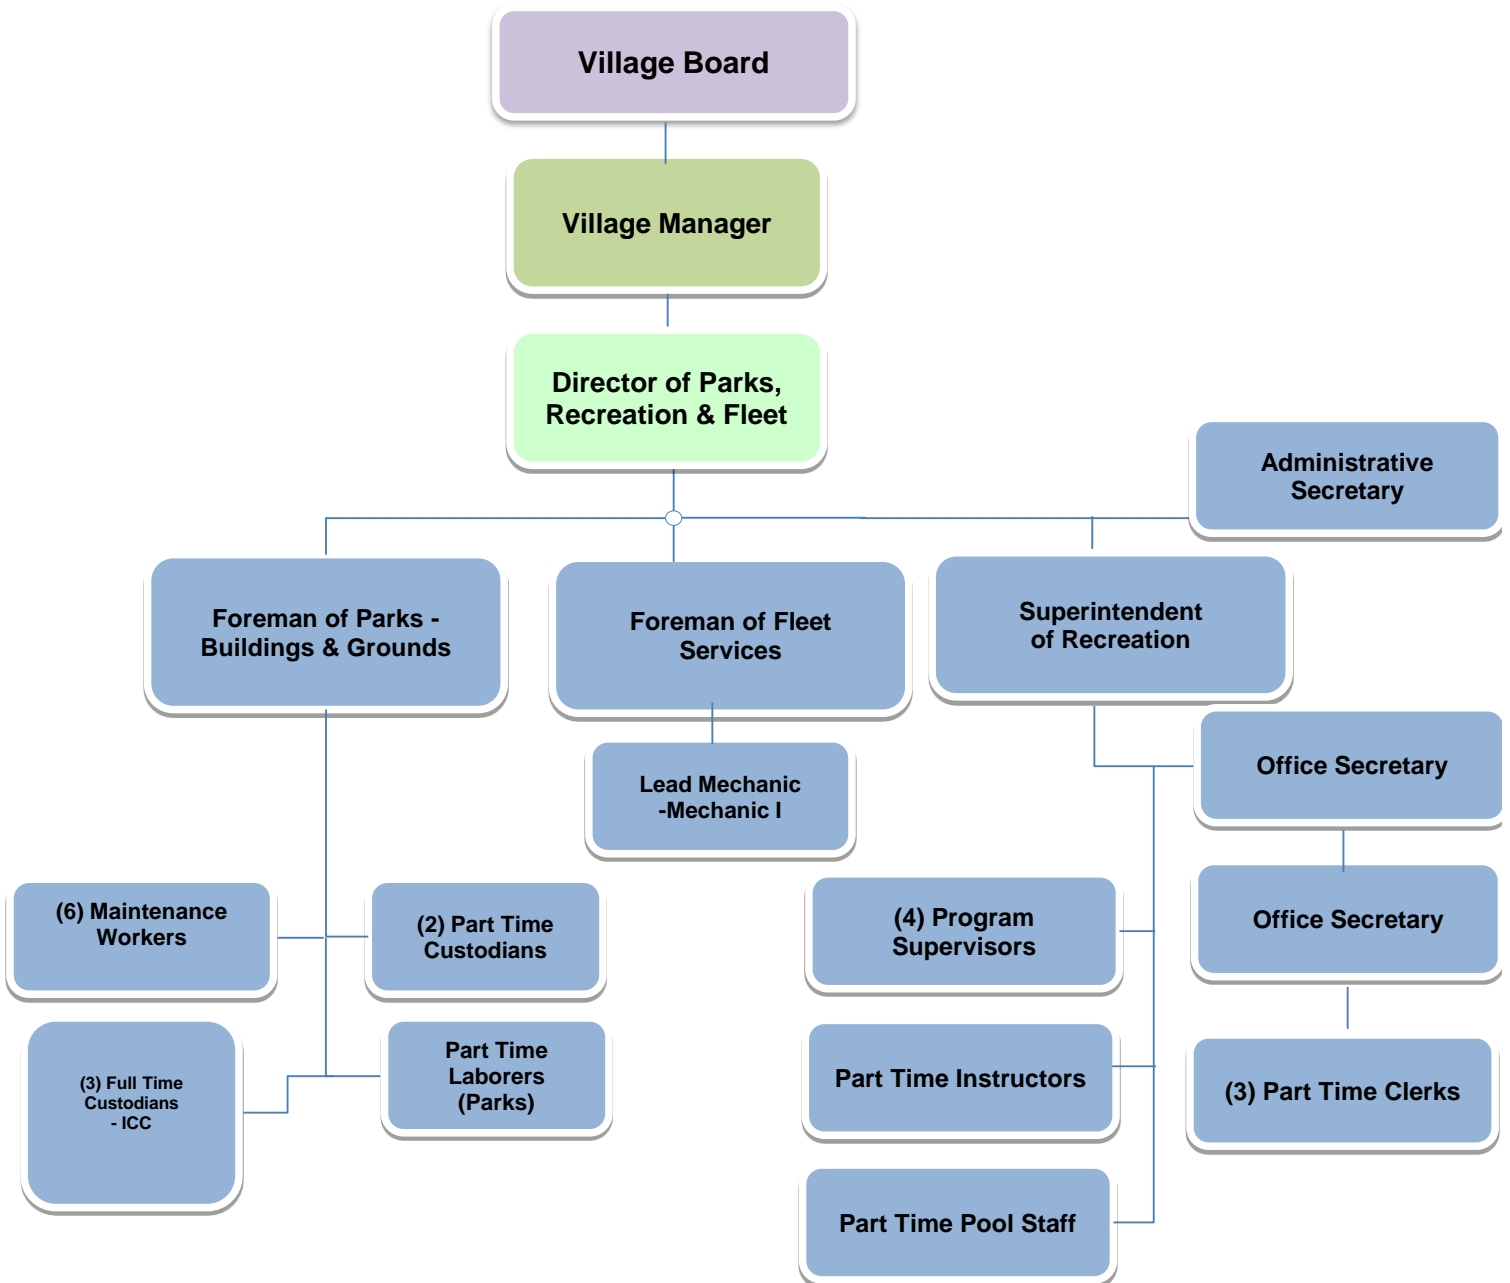 Village Board
Village Manager
Director of Parks,
Recreation & Fleet
Administrative
Secretary
Foreman of Parks -
Buildings & Grounds
Foreman of Fleet
Services
Superintendent
of Recreation
Lead Mechanic
-Mechanic I
Office Secretary
(6) Maintenance
Workers
(2) Part Time
Custodians
(4) Program
Supervisors
Office Secretary
(3) Full Time
Custodians
- ICC
Part Time
Laborers
(Parks)
Part Time Instructors
(3) Part Time Clerks
Part Time Pool Staff